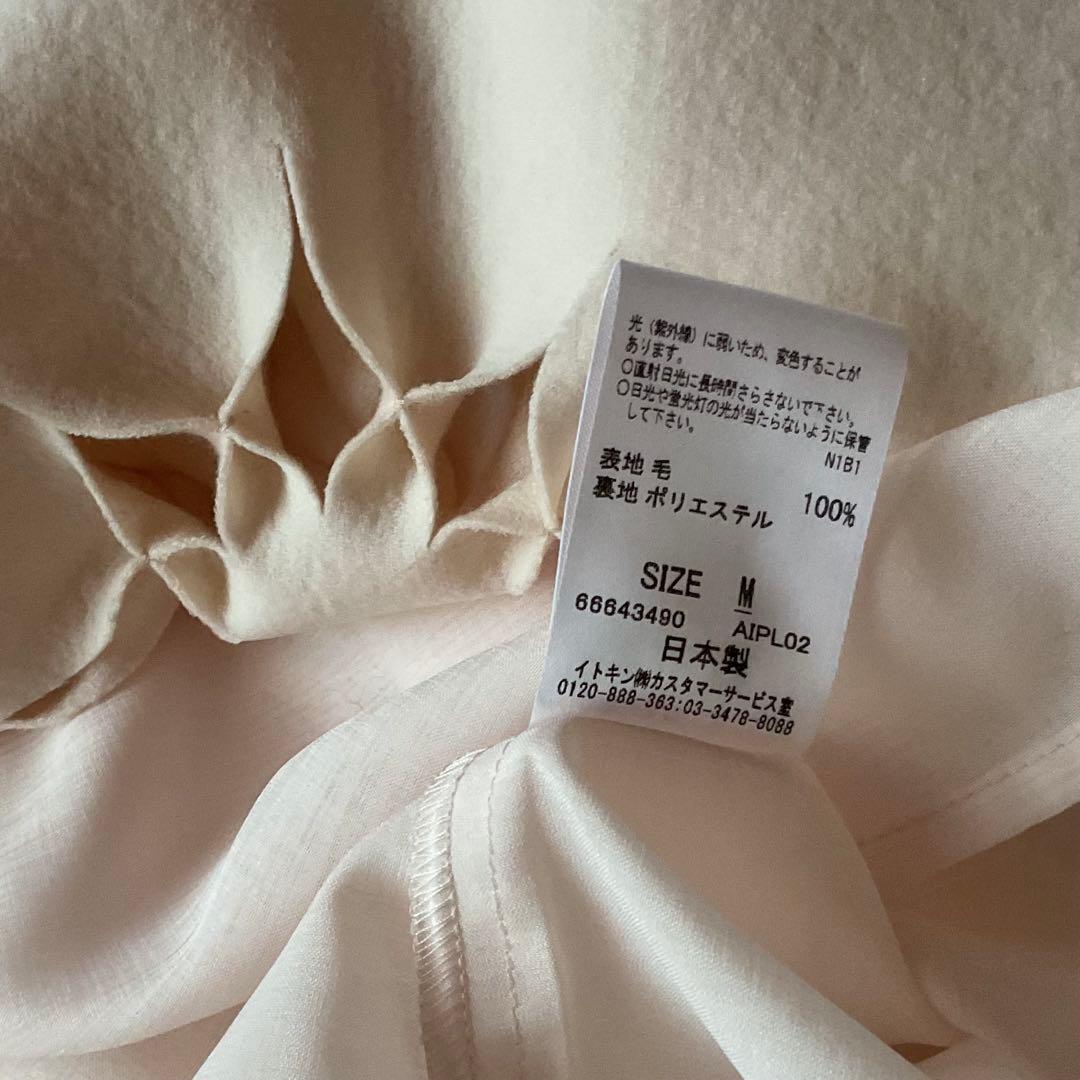 光（紫外線）に弱いため、変色することが
あります。
○直射日光に長時間さらさないで下さい。
○日光や蛍光灯の光が当たらないように保管
して下さい。
N1B1
表地 毛 100%
裏地 ポリエステル
SIZE M
66643490 AIPL02
日本製
イトキン㈱カスタマーサービス室
0120-888-363:03-3478-8088